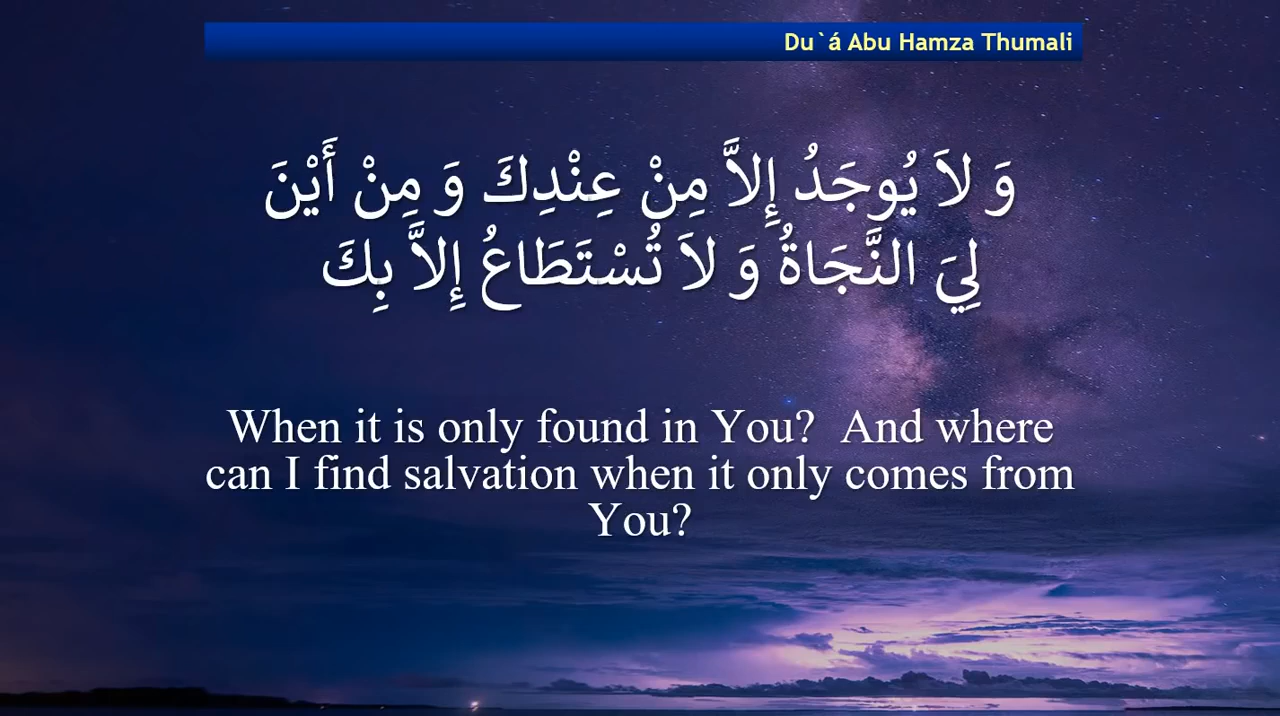 Du`á Abu Hamza Thumali
وَ لاَ يُوجَدُ إِلاَّ مِنْ عِنْدِكَ وَ مِنْ أَيْنَ
لِيَ النَّجَاةُ وَ لاَ تُسْتَطَاعُ إِلاَّ بِكَ
When it is only found in You?  And where
can I find salvation when it only comes from
You?